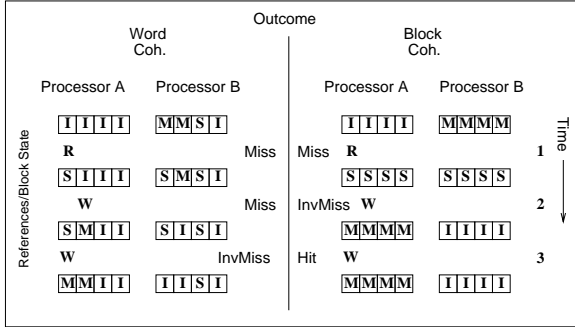 Outcome
Word Block
Coh. Coh.
Processor A Processor B Processor A Processor B
I I I I M M S I I I I I M M M M
R Miss Miss R 1
S I I I S M S I S S S S S S S S
W Miss InvMiss W 2
S M I I S I S I M M M M I I I I
W InvMiss Hit W 3
M M I I I I S I M M M M I I I I
References/Block State
Time